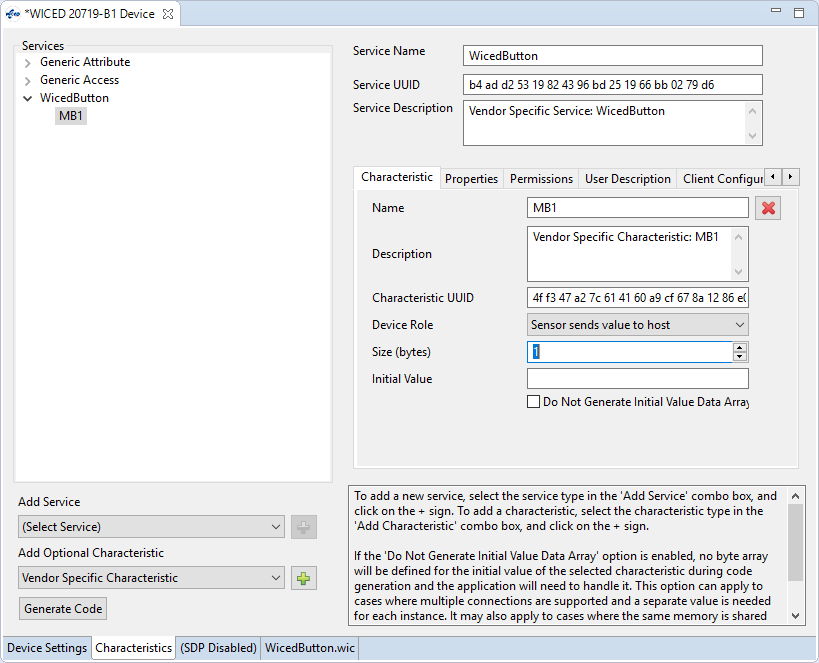 *WICED 20719-B1 Device
Services
Generic Attribute
Generic Access
WicedButton
MB1
Add Service
(Select Service)
Add Optional Characteristic
Vendor Specific Characteristic
Generate Code
Service Name
WicedButton
Service UUID
b4 ad d2 53 19 82 43 96 bd 25 19 66 bb 02 79 d6
Service Description
Vendor Specific Service: WicedButton
Characteristic Properties Permissions User Description Client Configur
Name
MB1
Description
Vendor Specific Characteristic: MB1
Characteristic UUID
4f f3 47 a2 7c 61 41 60 a9 cf 67 8a 12 86 e0
Device Role
Sensor sends value to host
Size (bytes)
1
Initial Value
Do Not Generate Initial Value Data Array
To add a new service, select the service type in the 'Add Service' combo box, and
click on the + sign. To add a characteristic, select the characteristic type in the
'Add Characteristic' combo box, and click on the + sign.
If the 'Do Not Generate Initial Value Data Array' option is enabled, no byte array
will be defined for the initial value of the selected characteristic during code
generation and the application will need to handle it. This option can apply to
cases where multiple connections are supported and a separate value is needed
for each instance. It may also apply to cases where the same memory is shared
Device Settings Characteristics (SDP Disabled) WicedButton.wic